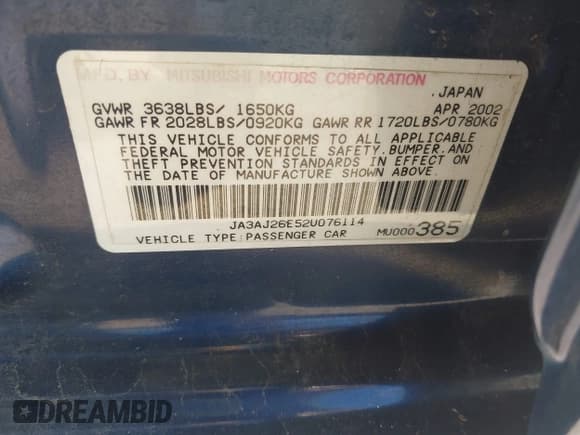 MFD. BY MITSUBISHI MOTORS CORPORATION
. JAPAN
GVWR 3638LBS/ 1650KG APR 2002
GAWR FR 2028LBS/0920KG GAWR RR 1720LBS/0780KG
THIS VEHICLE CONFORMS TO ALL APPLICABLE
FEDERAL MOTOR VEHICLE SAFETY.BUMPER.AND
THEFT PREVENTION STANDARDS IN EFFECT ON
THE DATE OF MANUFACTURE SHOWN ABOVE.
JA3AJ26E52U076114
VEHICLE TYPE:PASSENGER CAR MU000385
DREAMBID